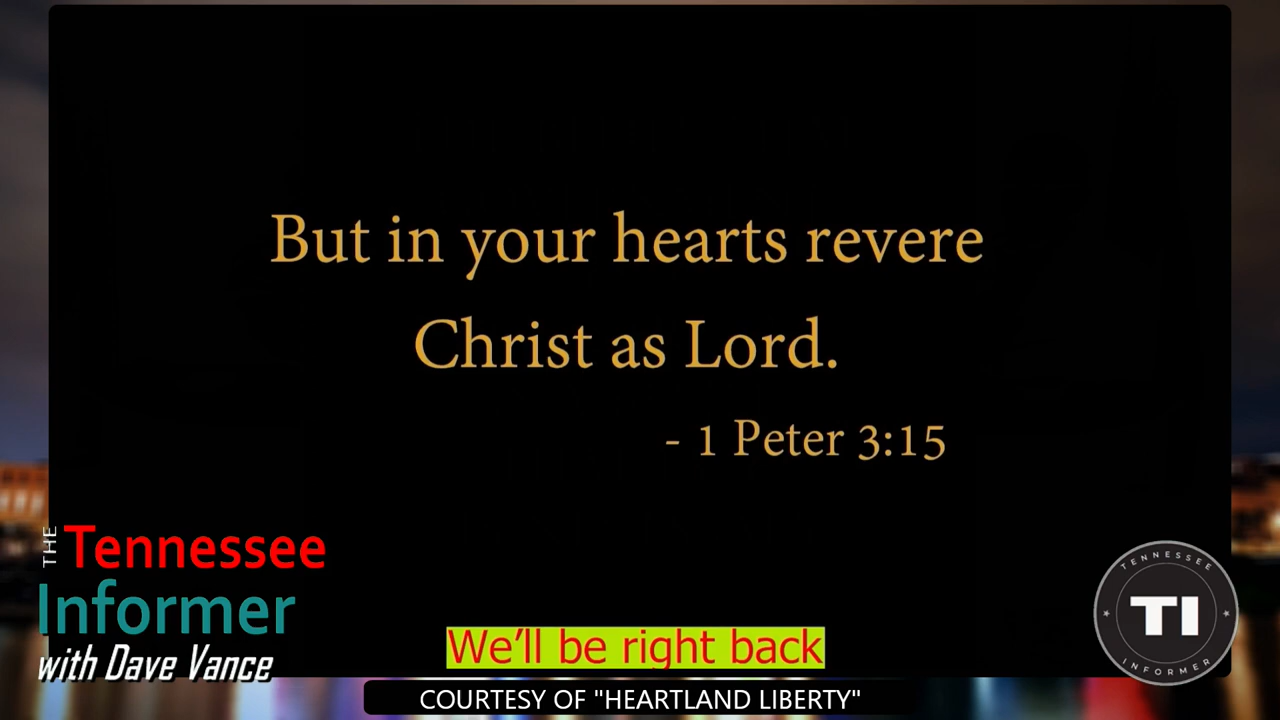 But in your hearts revere
Christ as Lord.
- 1 Peter 3:15
THE Tennessee
Informer
with Dave Vance
TENNESSEE
TI
INFORMER
We'll be right back
COURTESY OF "HEARTLAND LIBERTY"